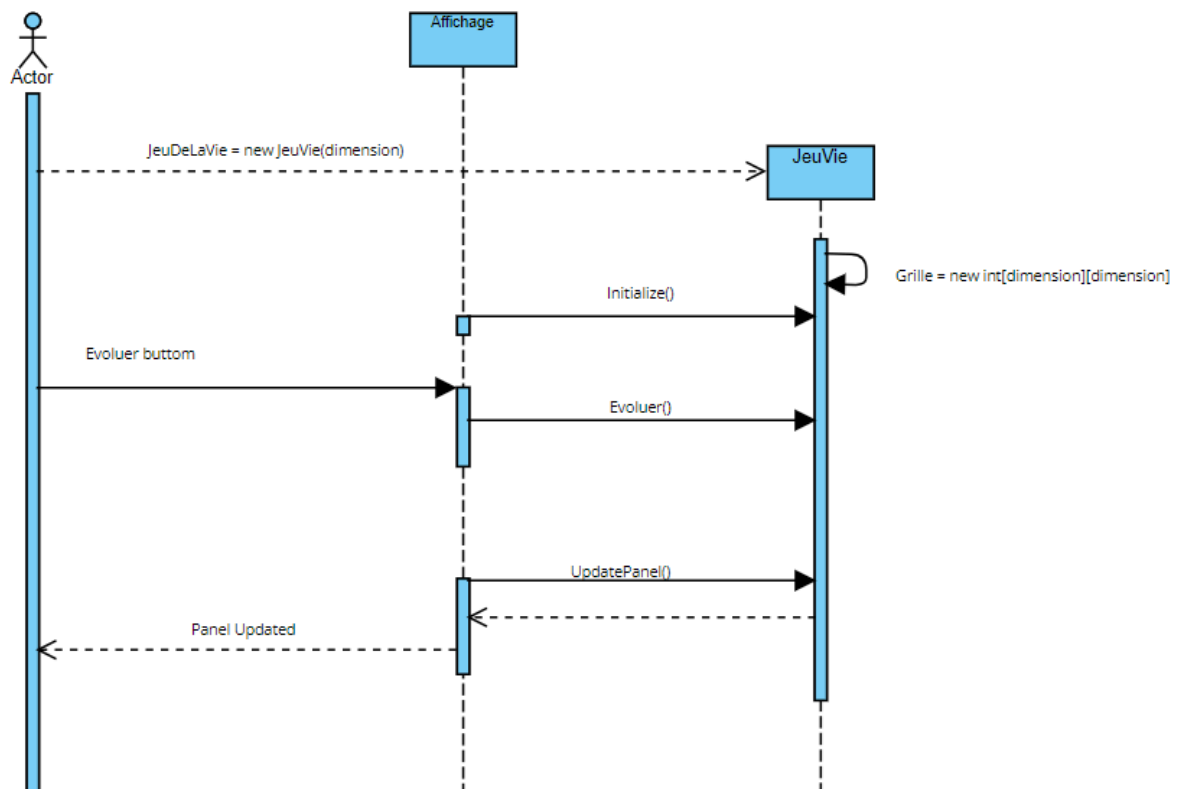 Affichage
Actor
JeuDeLaVie = new JeuVie(dimension)
JeuVie
Grille = new int[dimension][dimension]
Initialize()
Evoluer buttom
Evoluer()
UpdatePanel()
Panel Updated